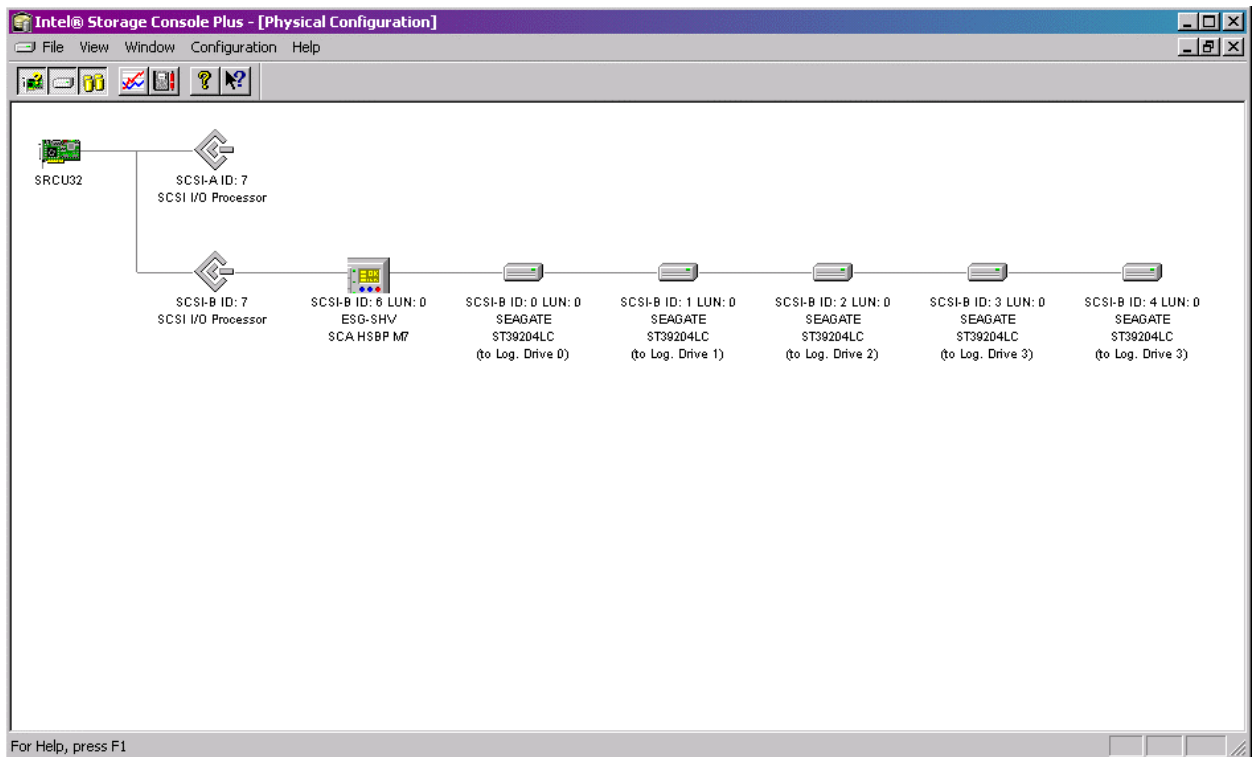 Intel® Storage Console Plus - [Physical Configuration]
File View Window Configuration Help
SRCU32
SCSI-A ID: 7
SCSI I/O Processor
SCSI-B ID: 7
SCSI I/O Processor
SCSI-B ID: 6 LUN: 0
ESG-SHV
SCA HSBP M7
SCSI-B ID: 0 LUN: 0
SEAGATE
ST39204LC
(to Log. Drive 0)
SCSI-B ID: 1 LUN: 0
SEAGATE
ST39204LC
(to Log. Drive 1)
SCSI-B ID: 2 LUN: 0
SEAGATE
ST39204LC
(to Log. Drive 2)
SCSI-B ID: 3 LUN: 0
SEAGATE
ST39204LC
(to Log. Drive 3)
SCSI-B ID: 4 LUN: 0
SEAGATE
ST39204LC
(to Log. Drive 3)
For Help, press F1